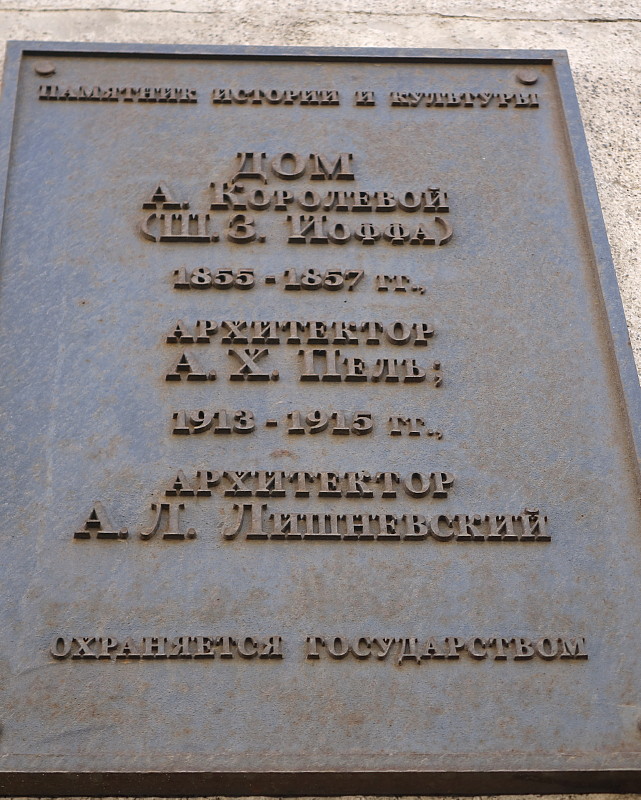 ПАМЯТНИК ИСТОРИИ И КУЛЬТУРЫ
ДОМ
А. КОРОЛЕВОЙ
(Ш. З. ИОФФА)
1855 - 1857 ГГ.,
АРХИТЕКТОР
А. Х. ПЕЛЬ;
1913 - 1915 ГГ.,
АРХИТЕКТОР
А. Л. ЛИШНЕВСКИЙ
ОХРАНЯЕТСЯ ГОСУДАРСТВОМ